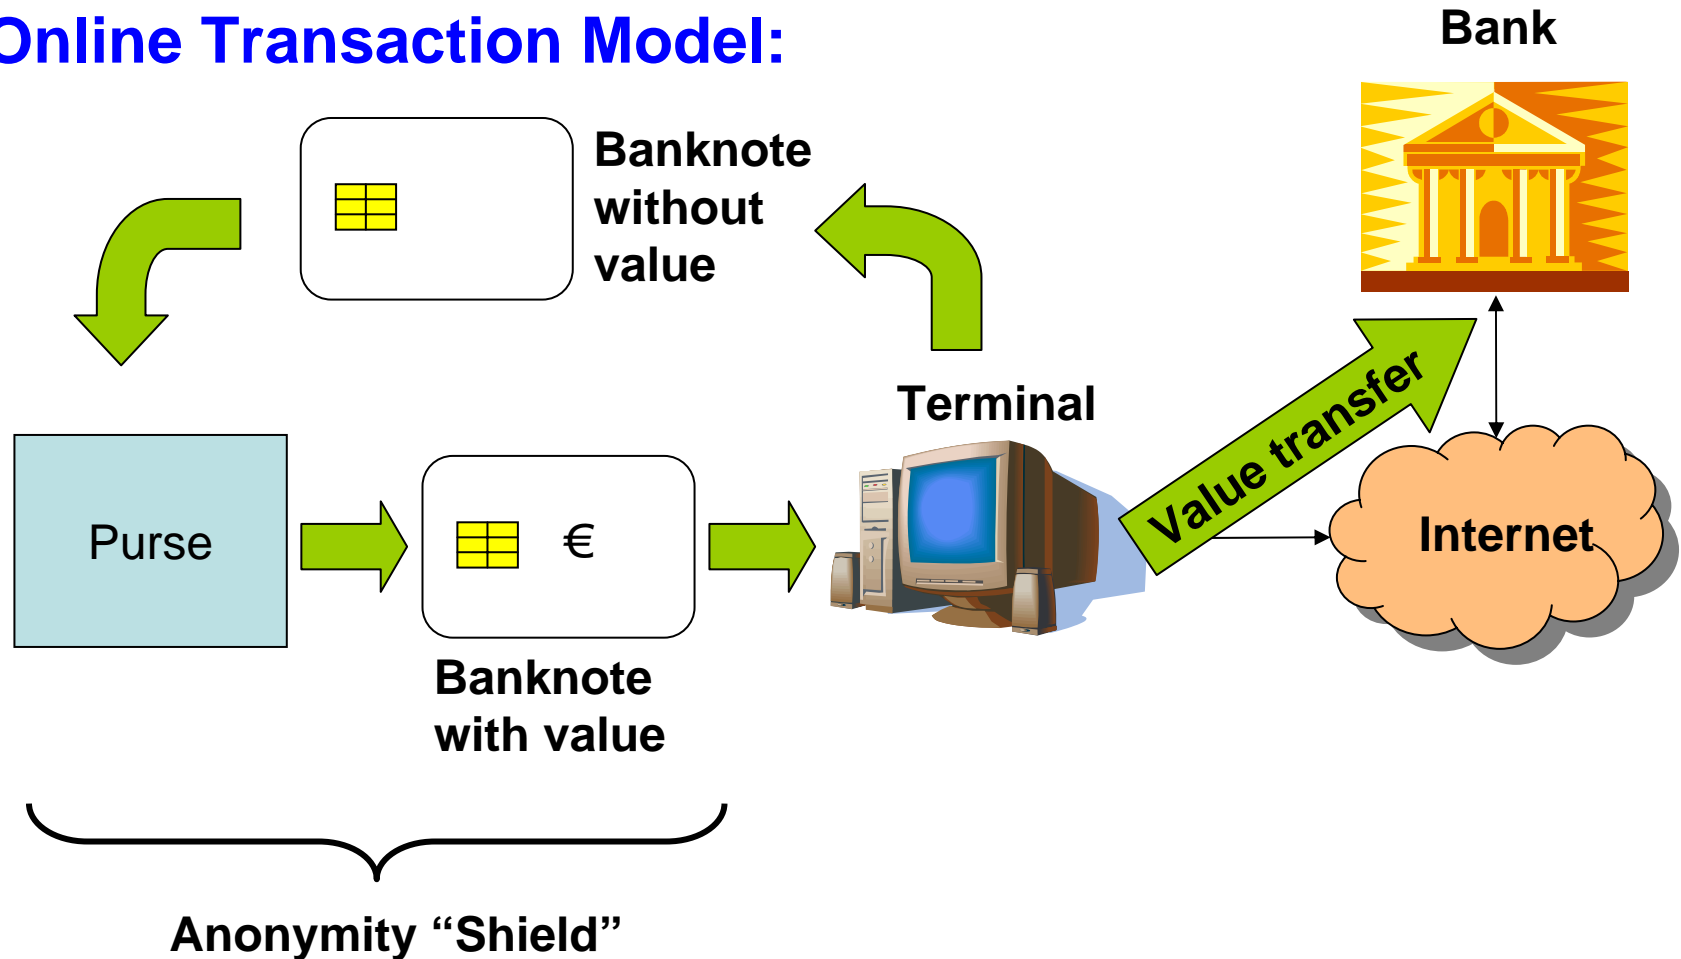 Online Transaction Model:
Bank
Banknote
without
value
Terminal
Value transfer
Purse
€
Internet
Banknote
with value
Anonymity “Shield”